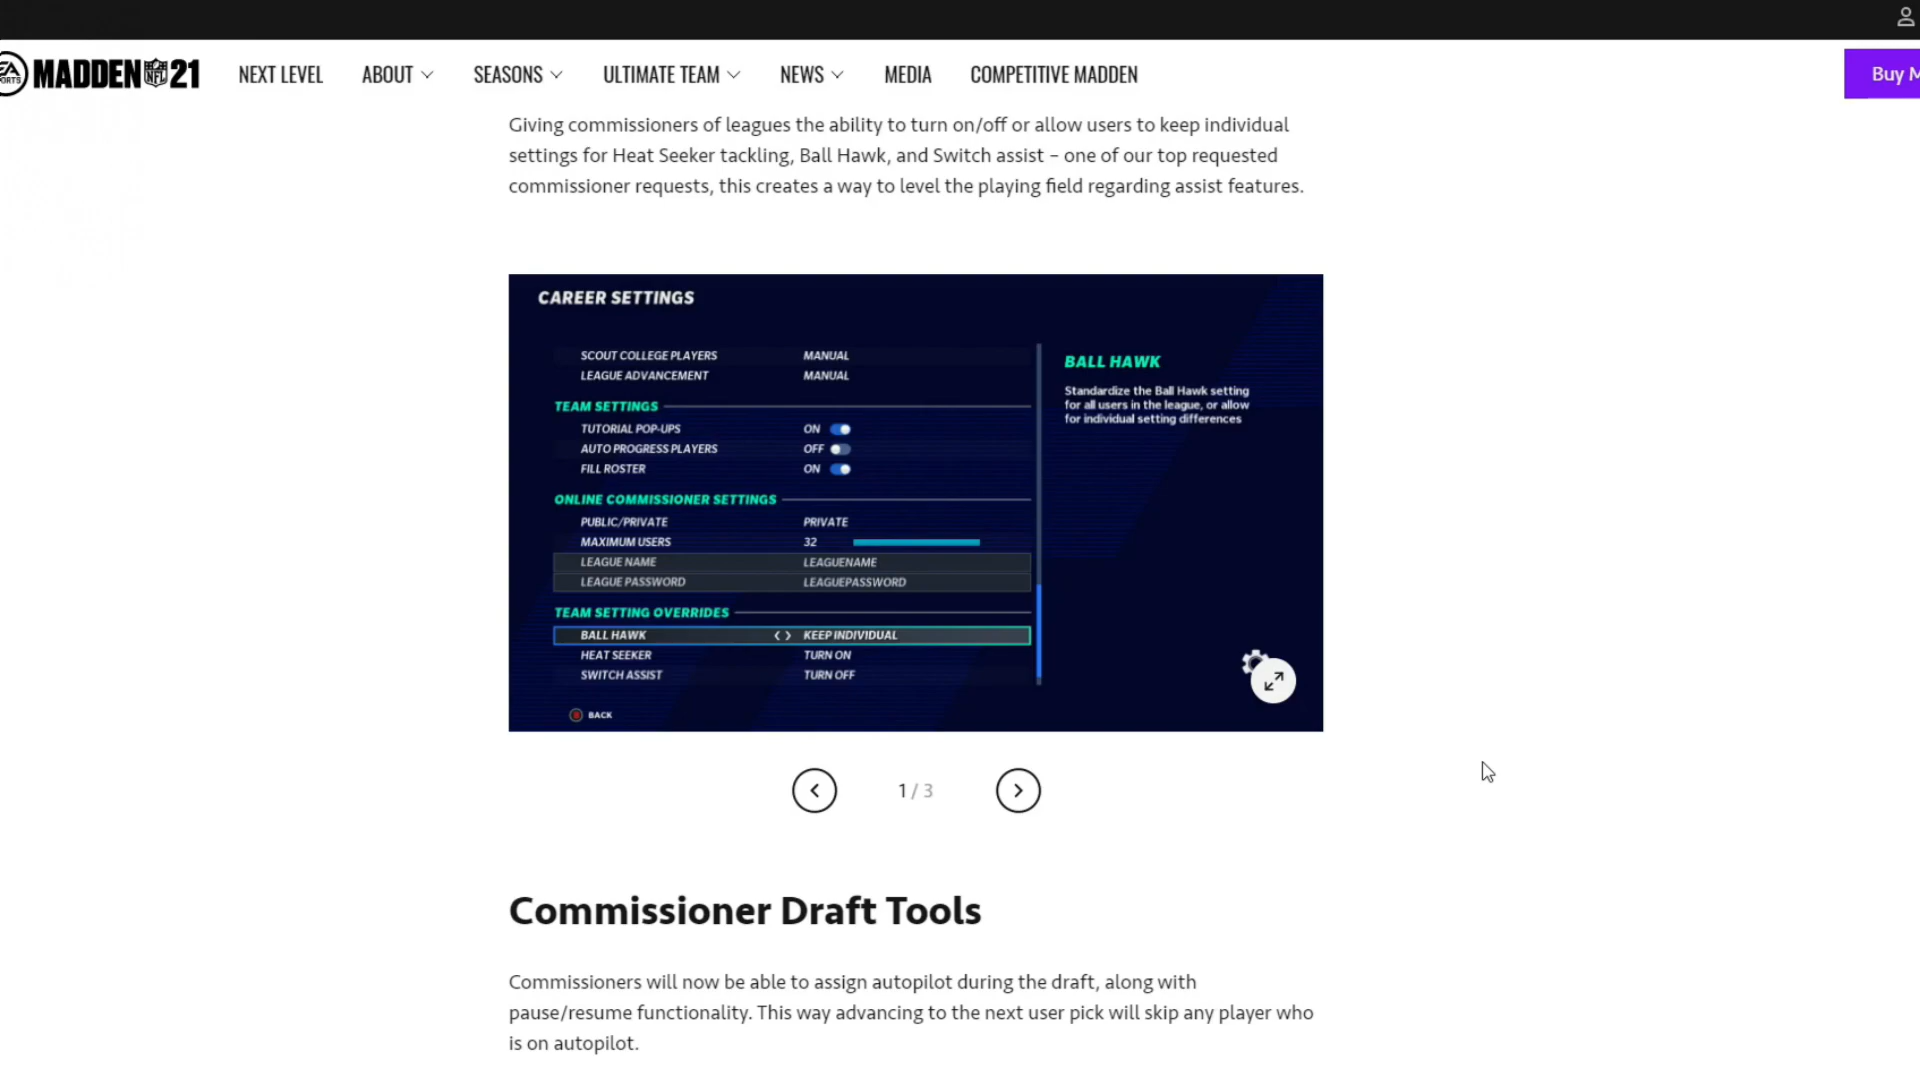 EA SPORTS MADDEN NFL 21
NEXT LEVEL
ABOUT
SEASONS
ULTIMATE TEAM
NEWS
MEDIA
COMPETITIVE MADDEN
Buy M
Giving commissioners of leagues the ability to turn on/off or allow users to keep individual
settings for Heat Seeker tackling, Ball Hawk, and Switch assist – one of our top requested
commissioner requests, this creates a way to level the playing field regarding assist features.
CAREER SETTINGS
SCOUT COLLEGE PLAYERS MANUAL
LEAGUE ADVANCEMENT MANUAL
TEAM SETTINGS
TUTORIAL POP-UPS ON
AUTO PROGRESS PLAYERS OFF
FILL ROSTER ON
ONLINE COMMISSIONER SETTINGS
PUBLIC/PRIVATE PRIVATE
MAXIMUM USERS 32
LEAGUE NAME LEAGUENAME
LEAGUE PASSWORD LEAGUEPASSWORD
TEAM SETTING OVERRIDES
BALL HAWK KEEP INDIVIDUAL
HEAT SEEKER TURN ON
SWITCH ASSIST TURN OFF
BACK
BALL HAWK
Standardize the Ball Hawk setting
for all users in the league, or allow
for individual setting differences
1 / 3
Commissioner Draft Tools
Commissioners will now be able to assign autopilot during the draft, along with
pause/resume functionality. This way advancing to the next user pick will skip any player who
is on autopilot.